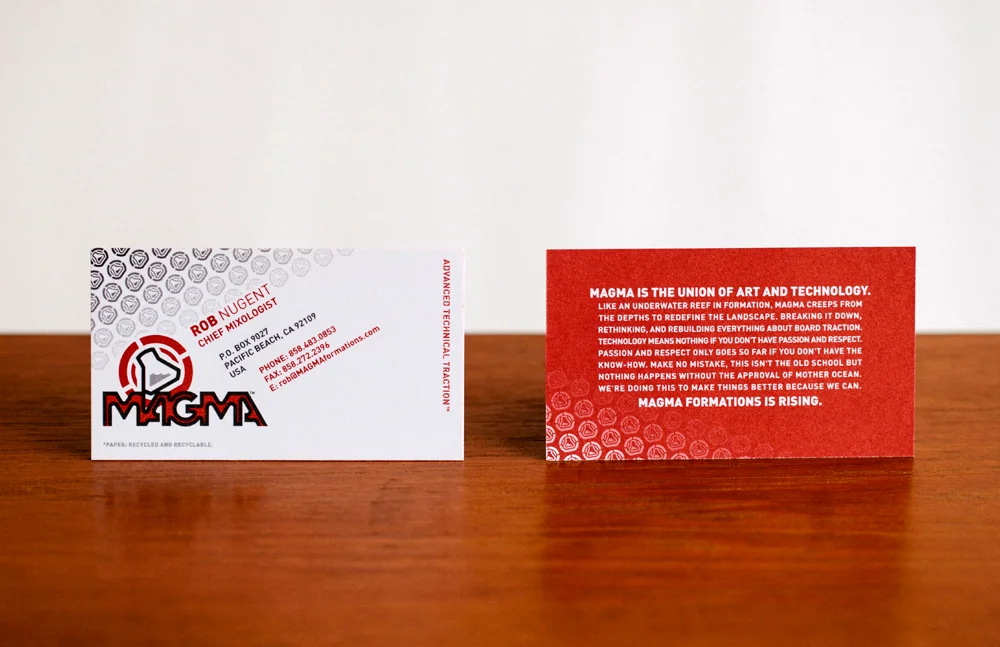 ROB NUGENT
CHIEF MIXOLOGIST
P.O. BOX 9027
PACIFIC BEACH, CA 92109
USA
PHONE: 858.483.0853
FAX: 858.272.2396
E: rob@MAGMAformations.com
MAGMA
*PAPER: RECYCLED AND RECYCLABLE.
ADVANCED TECHNICAL TRACTION™
MAGMA IS THE UNION OF ART AND TECHNOLOGY.
LIKE AN UNDERWATER REEF IN FORMATION, MAGMA CREEPS FROM
THE DEPTHS TO REDEFINE THE LANDSCAPE. BREAKING IT DOWN,
RETHINKING, AND REBUILDING EVERYTHING ABOUT BOARD TRACTION.
TECHNOLOGY MEANS NOTHING IF YOU DON'T HAVE PASSION AND RESPECT.
PASSION AND RESPECT ONLY GOES SO FAR IF YOU DON'T HAVE THE
KNOW-HOW. MAKE NO MISTAKE, THIS ISN'T THE OLD SCHOOL BUT
NOTHING HAPPENS WITHOUT THE APPROVAL OF MOTHER OCEAN.
WE'RE DOING THIS TO MAKE THINGS BETTER BECAUSE WE CAN.
MAGMA FORMATIONS IS RISING.